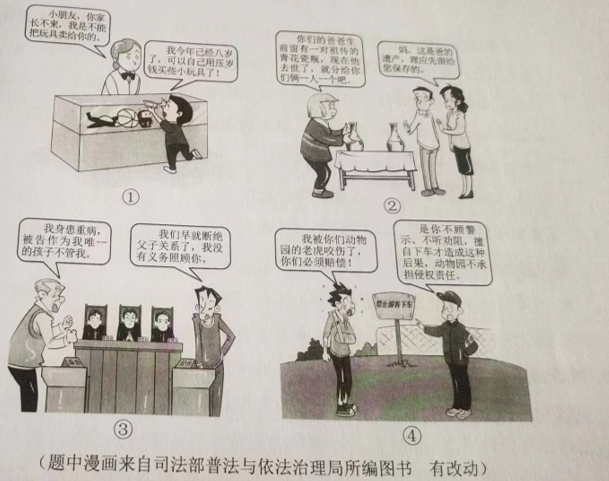 小朋友，你家
长不来，我是不能
把玩具卖给你的。
我今年已经八岁
了，可以自己用压岁
钱买些小玩具了！
①
你们的爸爸生
前留有一对祖传的
青花瓷瓶，现在他
去世了，就分给你
们俩一人一个吧。
妈，这是爸的
遗产，理应先留给
您保存的。
②
我身患重病，
被告作为我唯一
的孩子不管我。
我们早就断绝
父子关系了，我没
有义务照顾你。
③
我被你们动物
园的老虎咬伤了，
你们必须赔偿！
是你不顾警
示、不听劝阻，擅
自下车才造成这种
后果，动物园不承
担侵权责任。
禁止游客下车
④
（题中漫画来自司法部普法与依法治理局所编图书　有改动）